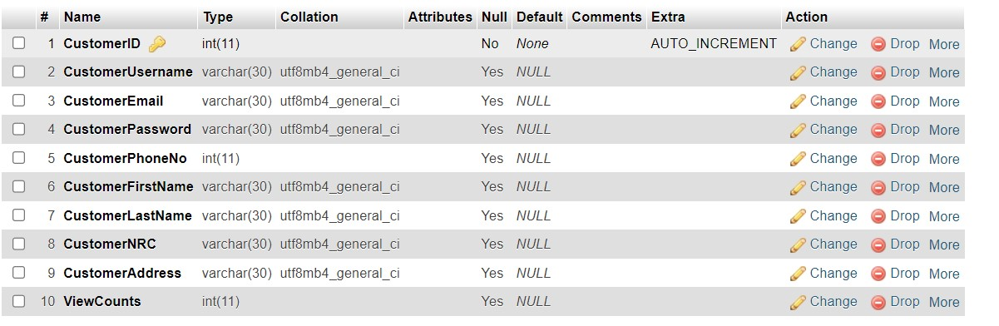 # Name Type Collation Attributes Null Default Comments Extra Action
1 CustomerID int(11) No None AUTO_INCREMENT Change Drop More
2 CustomerUsername varchar(30) utf8mb4_general_ci Yes NULL Change Drop More
3 CustomerEmail varchar(30) utf8mb4_general_ci Yes NULL Change Drop More
4 CustomerPassword varchar(30) utf8mb4_general_ci Yes NULL Change Drop More
5 CustomerPhoneNo int(11) Yes NULL Change Drop More
6 CustomerFirstName varchar(30) utf8mb4_general_ci Yes NULL Change Drop More
7 CustomerLastName varchar(30) utf8mb4_general_ci Yes NULL Change Drop More
8 CustomerNRC varchar(30) utf8mb4_general_ci Yes NULL Change Drop More
9 CustomerAddress varchar(30) utf8mb4_general_ci Yes NULL Change Drop More
10 ViewCounts int(11) Yes NULL Change Drop More